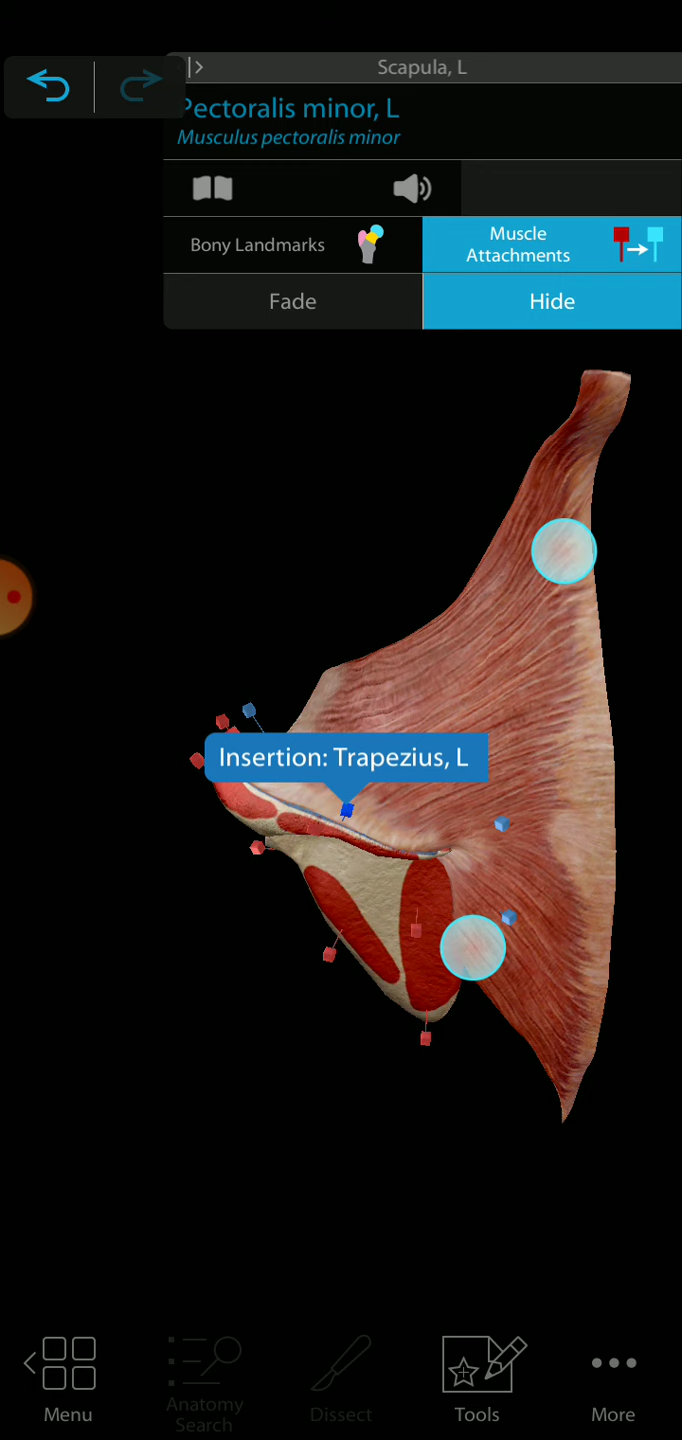 Scapula, L
Pectoralis minor, L
Musculus pectoralis minor
Bony Landmarks
Muscle
Attachments
Fade
Hide
Insertion: Trapezius, L
Menu
Anatomy
Search
Dissect
Tools
More